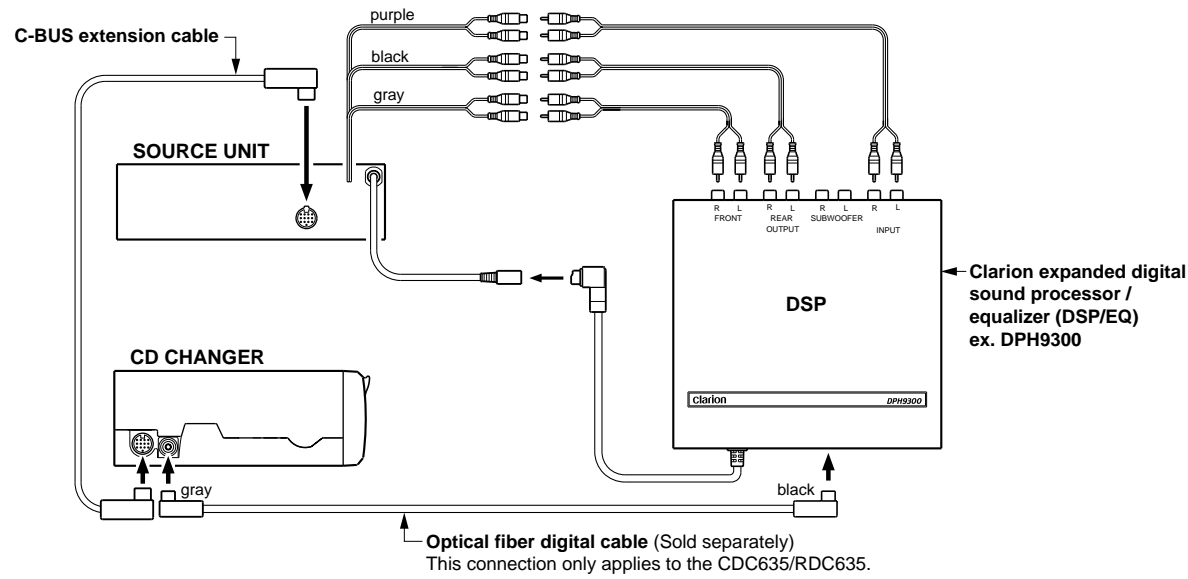 purple
C-BUS extension cable
black
gray
SOURCE UNIT
R L R L R L R L
FRONT REAR SUBWOOFER
OUTPUT INPUT
Clarion expanded digital
sound processor /
equalizer (DSP/EQ)
ex. DPH9300
DSP
CD CHANGER
clarion DPH9300
gray
black
Optical fiber digital cable (Sold separately)
This connection only applies to the CDC635/RDC635.